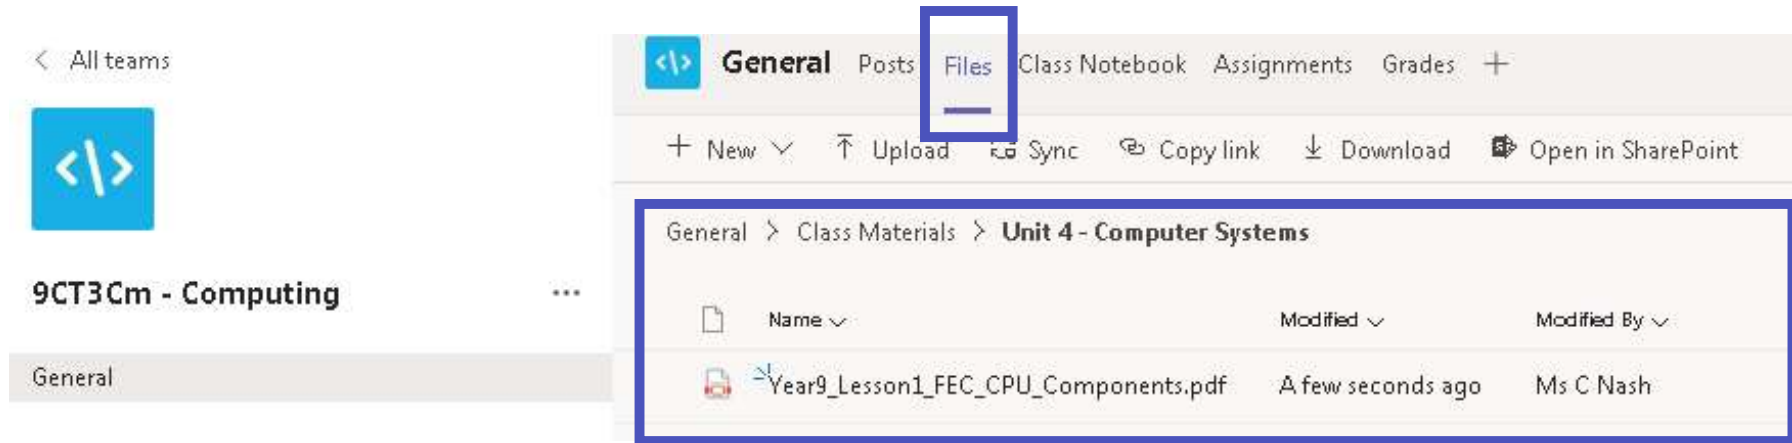 All teams
</>
9CT3Cm - Computing ...
General
</>
General Posts Files Class Notebook Assignments Grades +
+ New Upload Sync Copy link Download Open in SharePoint
General > Class Materials > Unit 4 - Computer Systems
Name Modified Modified By
Year9_Lesson1_FEC_CPU_Components.pdf A few seconds ago Ms C Nash